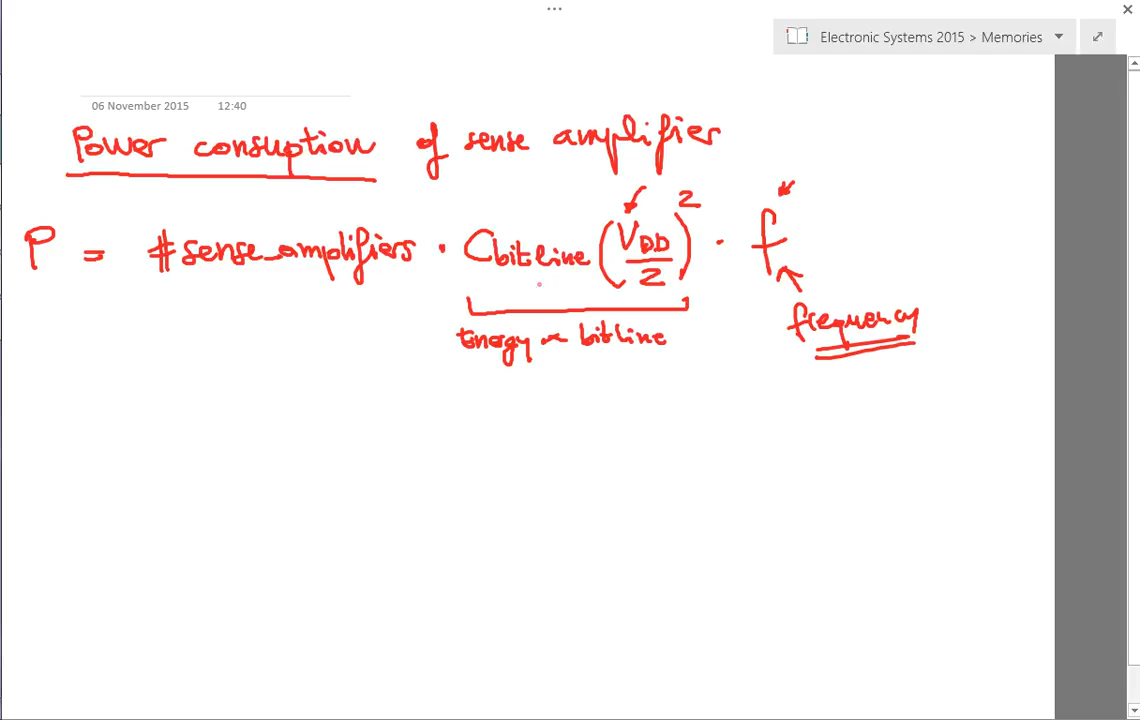 Electronic Systems 2015 > Memories
06 November 2015 12:40
Power consuption of sense amplifier
P = #sense_amplifiers · Cbitline (VDD/2)² · f
Energy bitline
frequency